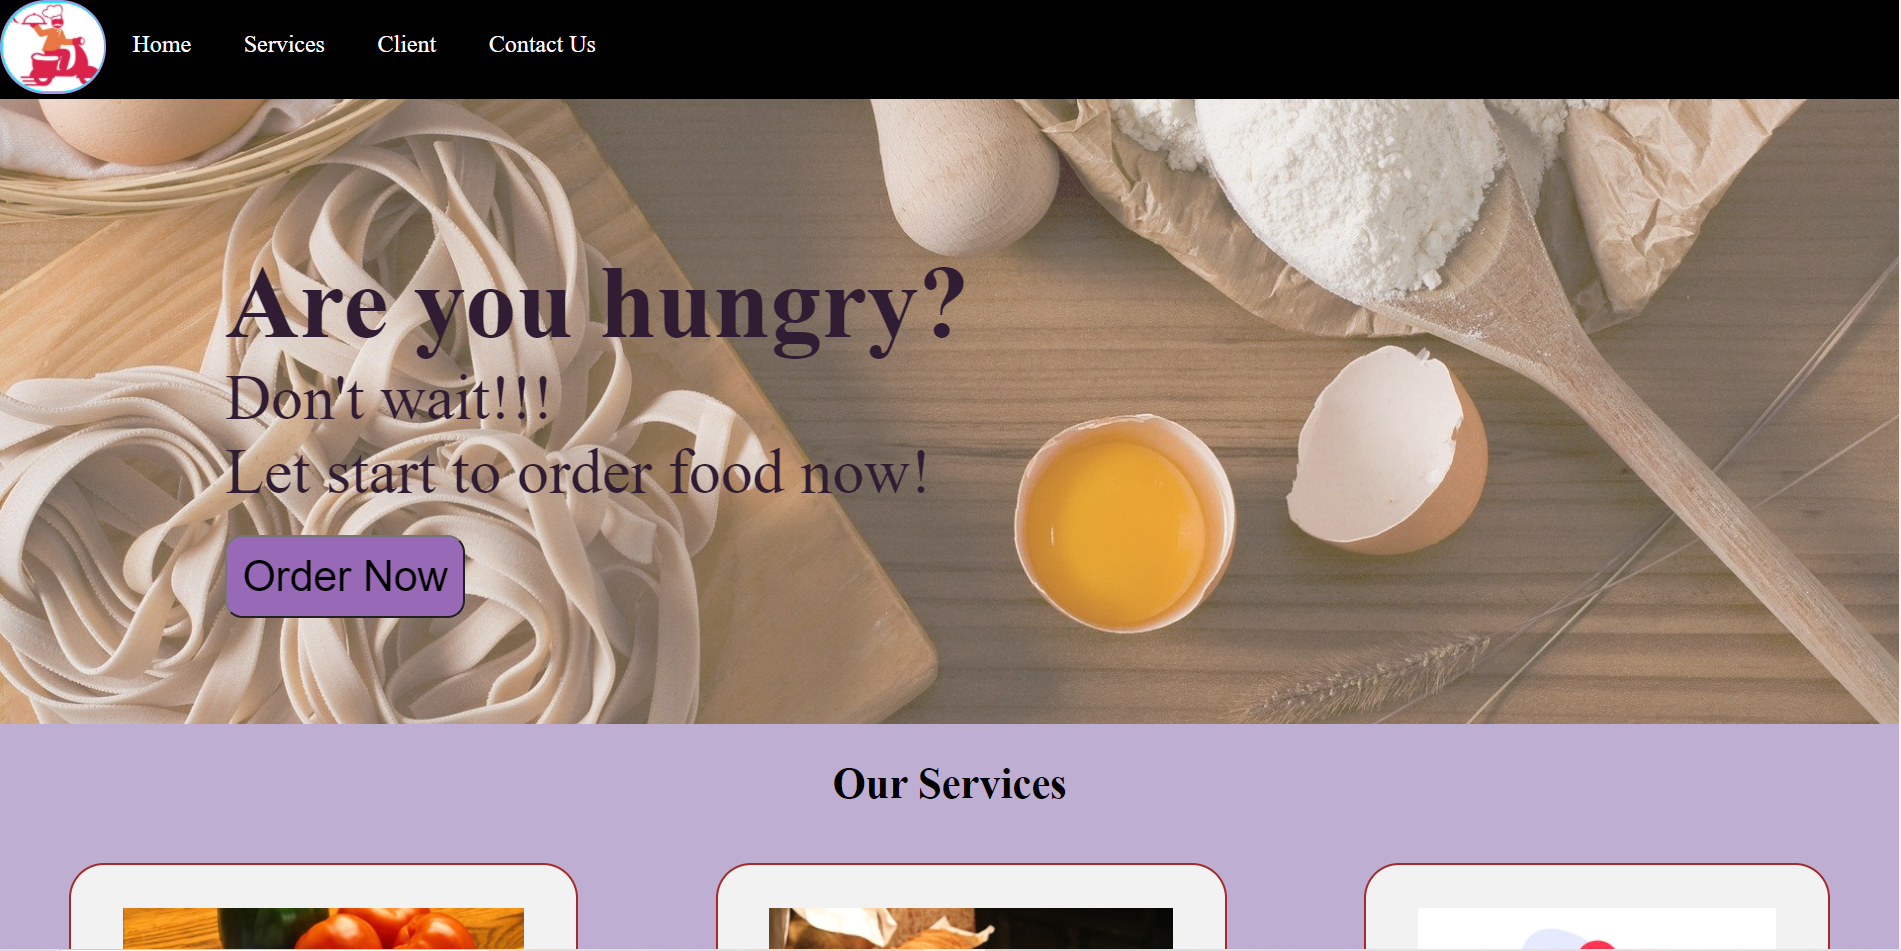 Home
Services
Client
Contact Us
Are you hungry?
Don't wait!!!
Let start to order food now!
Order Now
Our Services